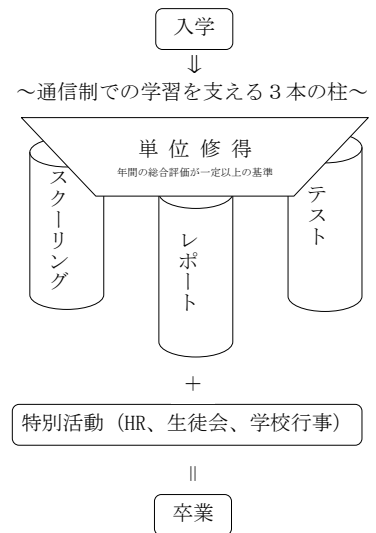 入学
⇓
～通信制での学習を支える３本の柱～
単 位 修 得
年間の総合評価が一定以上の基準
スクーリング
レポート
テスト
＋
特別活動（HR、生徒会、学校行事）
॥
卒業